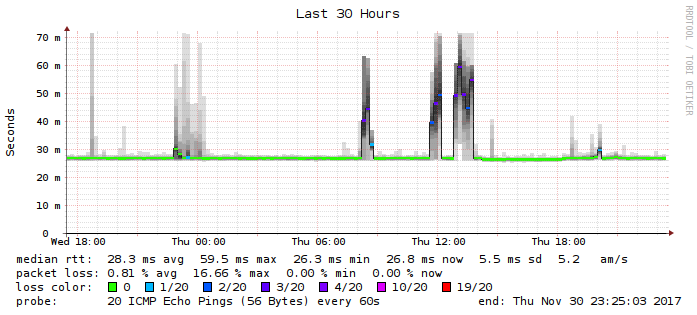 Last 30 Hours
RRDTOOL / TOBI OETIKER
Seconds
70 m
60 m
50 m
40 m
30 m
20 m
10 m
0
Wed 18:00 Thu 00:00 Thu 06:00 Thu 12:00 Thu 18:00
median rtt: 28.3 ms avg 59.5 ms max 26.3 ms min 26.8 ms now 5.5 ms sd 5.2 am/s
packet loss: 0.81 % avg 16.66 % max 0.00 % min 0.00 % now
loss color: 0 1/20 2/20 3/20 4/20 10/20 19/20
probe: 20 ICMP Echo Pings (56 Bytes) every 60s end: Thu Nov 30 23:25:03 2017